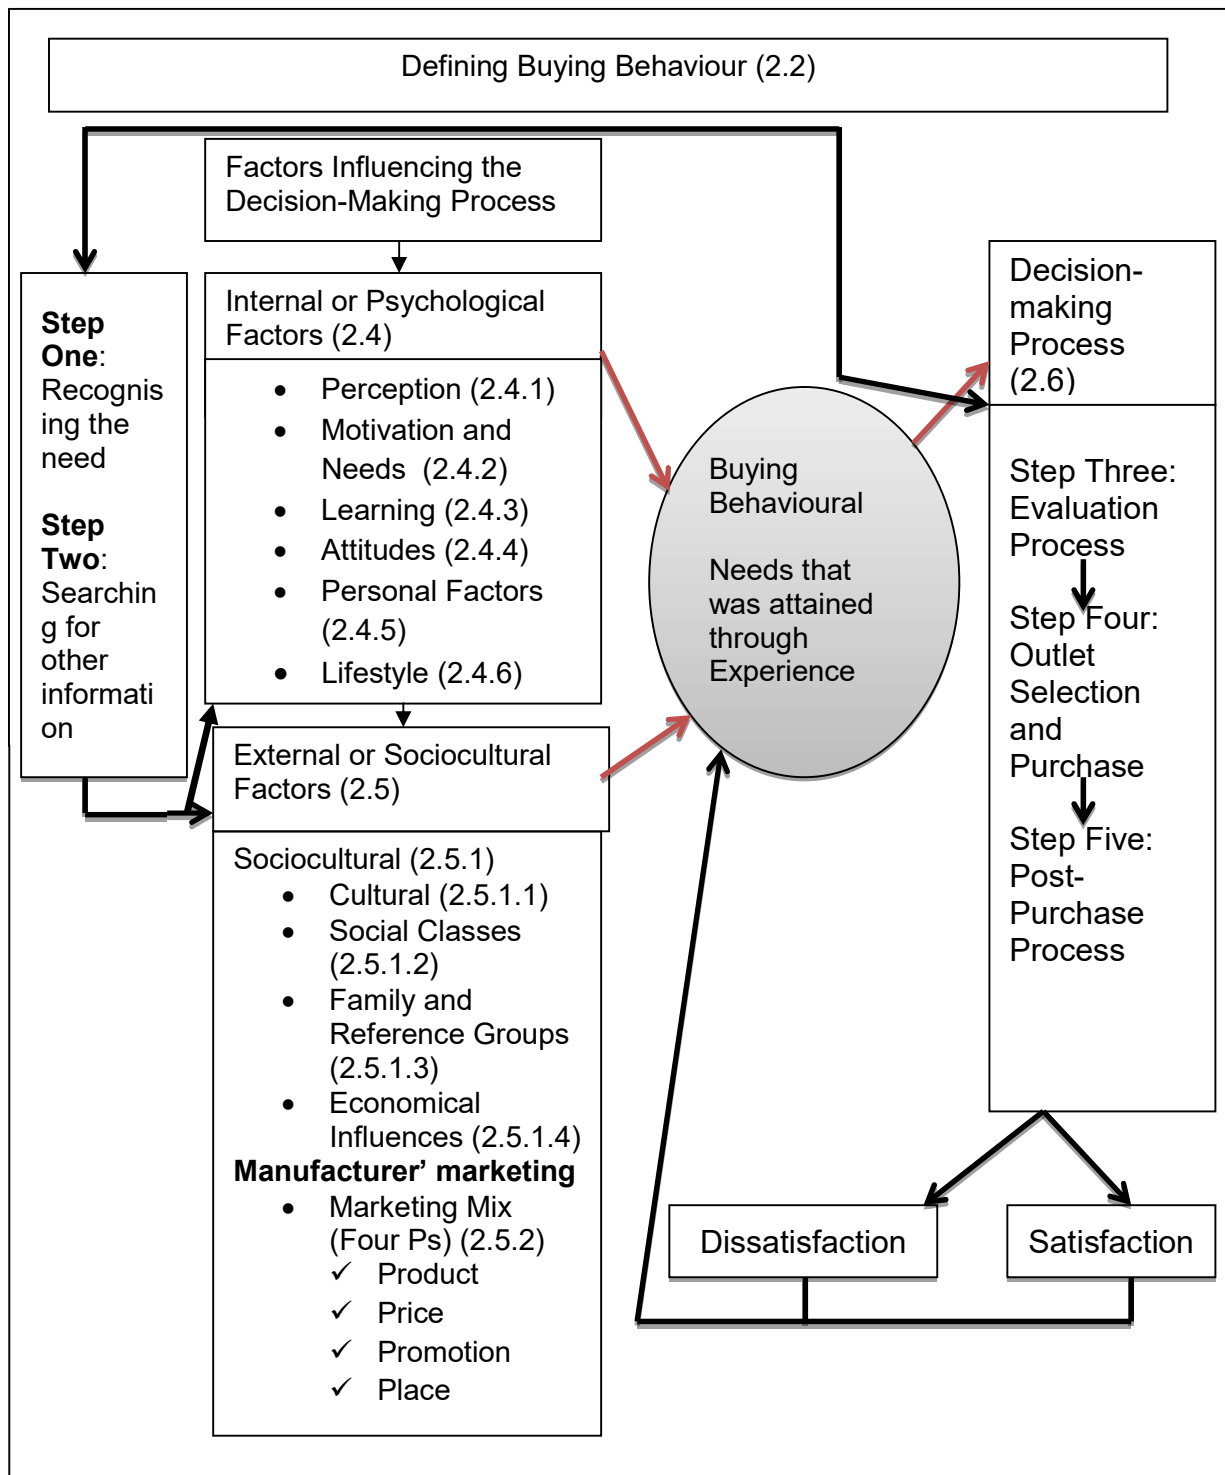 Defining Buying Behaviour (2.2)
Factors Influencing the
Decision-Making Process
Step
One:
Recognis
ing the
need
Step
Two:
Searchin
g for
other
informati
on
Internal or Psychological
Factors (2.4)
• Perception (2.4.1)
• Motivation and
Needs (2.4.2)
• Learning (2.4.3)
• Attitudes (2.4.4)
• Personal Factors
(2.4.5)
• Lifestyle (2.4.6)
External or Sociocultural
Factors (2.5)
Sociocultural (2.5.1)
• Cultural (2.5.1.1)
• Social Classes
(2.5.1.2)
• Family and
Reference Groups
(2.5.1.3)
• Economical
Influences (2.5.1.4)
Manufacturer’ marketing
• Marketing Mix
(Four Ps) (2.5.2)
✓ Product
✓ Price
✓ Promotion
✓ Place
Buying
Behavioural
Needs that
was attained
through
Experience
Decision-
making
Process
(2.6)
Step Three:
Evaluation
Process
Step Four:
Outlet
Selection
and
Purchase
Step Five:
Post-
Purchase
Process
Dissatisfaction
Satisfaction